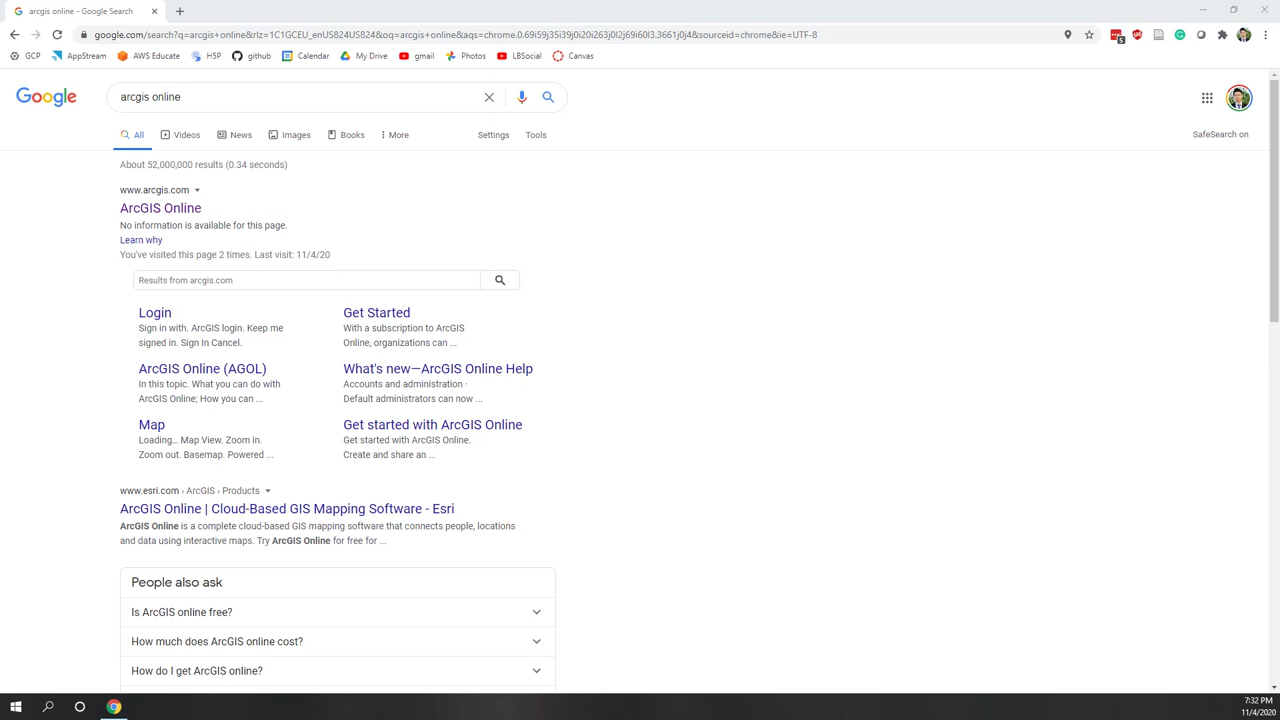 arcgis online - Google Search
google.com/search?q=arcgis+online&rlz=1C1GCEU_enUS824US824&oq=arcgis+online&aqs=chrome.0.69i59j35i39j0i20i263j0l2j69i60l3.3661j0j4&sourceid=chrome&ie=UTF-8
5
GCP AppStream AWS Educate H5P github Calendar My Drive gmail Photos LBSocial Canvas
Google arcgis online
All Videos News Images Books More Settings Tools SafeSearch on
About 52,000,000 results (0.34 seconds)
www.arcgis.com
ArcGIS Online
No information is available for this page.
Learn why
You've visited this page 2 times. Last visit: 11/4/20
Results from arcgis.com
Login
Sign in with. ArcGIS login. Keep me
signed in. Sign In Cancel.
Get Started
With a subscription to ArcGIS
Online, organizations can ...
ArcGIS Online (AGOL)
In this topic. What you can do with
ArcGIS Online; How you can ...
What's new—ArcGIS Online Help
Accounts and administration ·
Default administrators can now ...
Map
Loading… Map View. Zoom in.
Zoom out. Basemap. Powered ...
Get started with ArcGIS Online
Get started with ArcGIS Online.
Create and share an ...
www.esri.com › ArcGIS › Products
ArcGIS Online | Cloud-Based GIS Mapping Software - Esri
ArcGIS Online is a complete cloud-based GIS mapping software that connects people, locations
and data using interactive maps. Try ArcGIS Online for free for ...
People also ask
Is ArcGIS online free?
How much does ArcGIS online cost?
How do I get ArcGIS online?
7:32 PM
11/4/2020